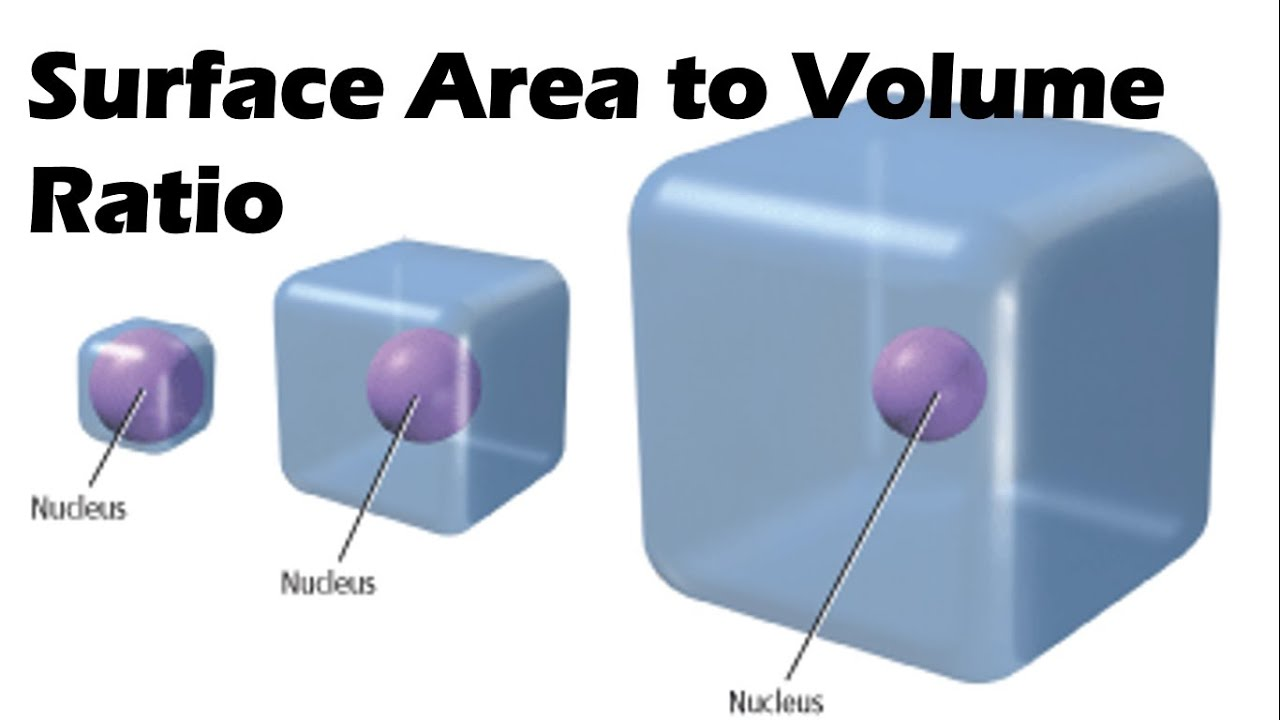 Surface Area to Volume
Ratio
Nucleus
Nucleus
Nucleus